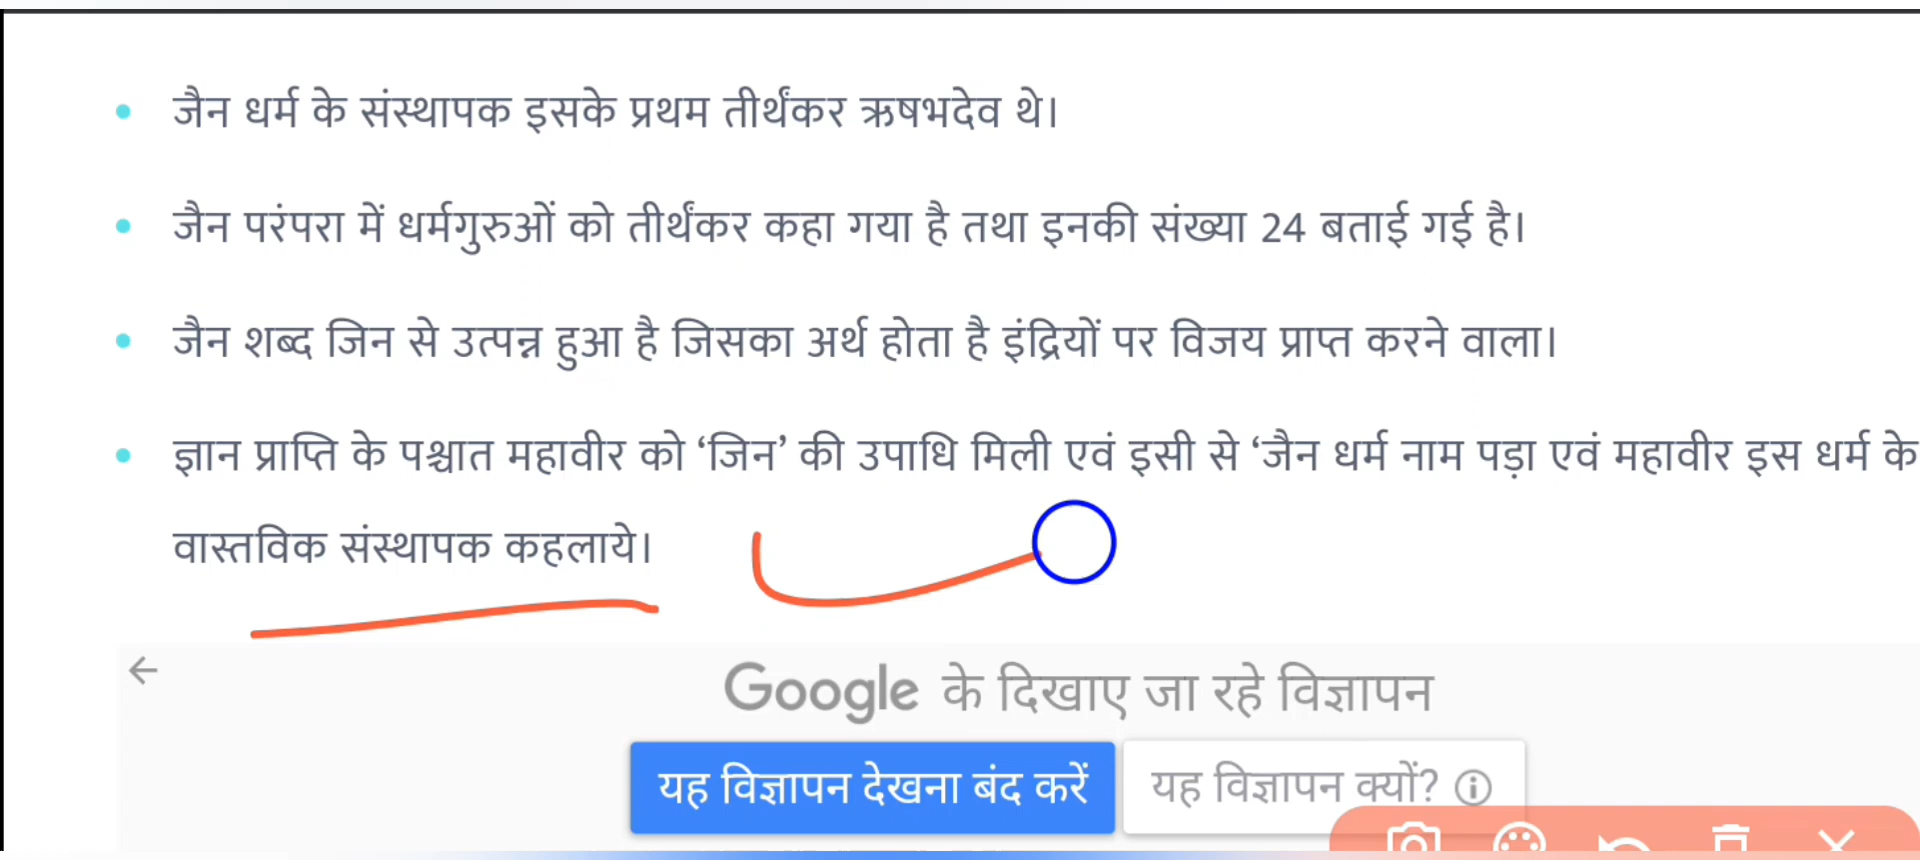 जैन धर्म के संस्थापक इसके प्रथम तीर्थंकर ऋषभदेव थे।
जैन परंपरा में धर्मगुरुओं को तीर्थंकर कहा गया है तथा इनकी संख्या 24 बताई गई है।
जैन शब्द जिन से उत्पन्न हुआ है जिसका अर्थ होता है इंद्रियों पर विजय प्राप्त करने वाला।
ज्ञान प्राप्ति के पश्चात महावीर को ‘जिन’ की उपाधि मिली एवं इसी से ‘जैन धर्म नाम पड़ा एवं महावीर इस धर्म के
वास्तविक संस्थापक कहलाये।
Google के दिखाए जा रहे विज्ञापन
यह विज्ञापन देखना बंद करें
यह विज्ञापन क्यों?